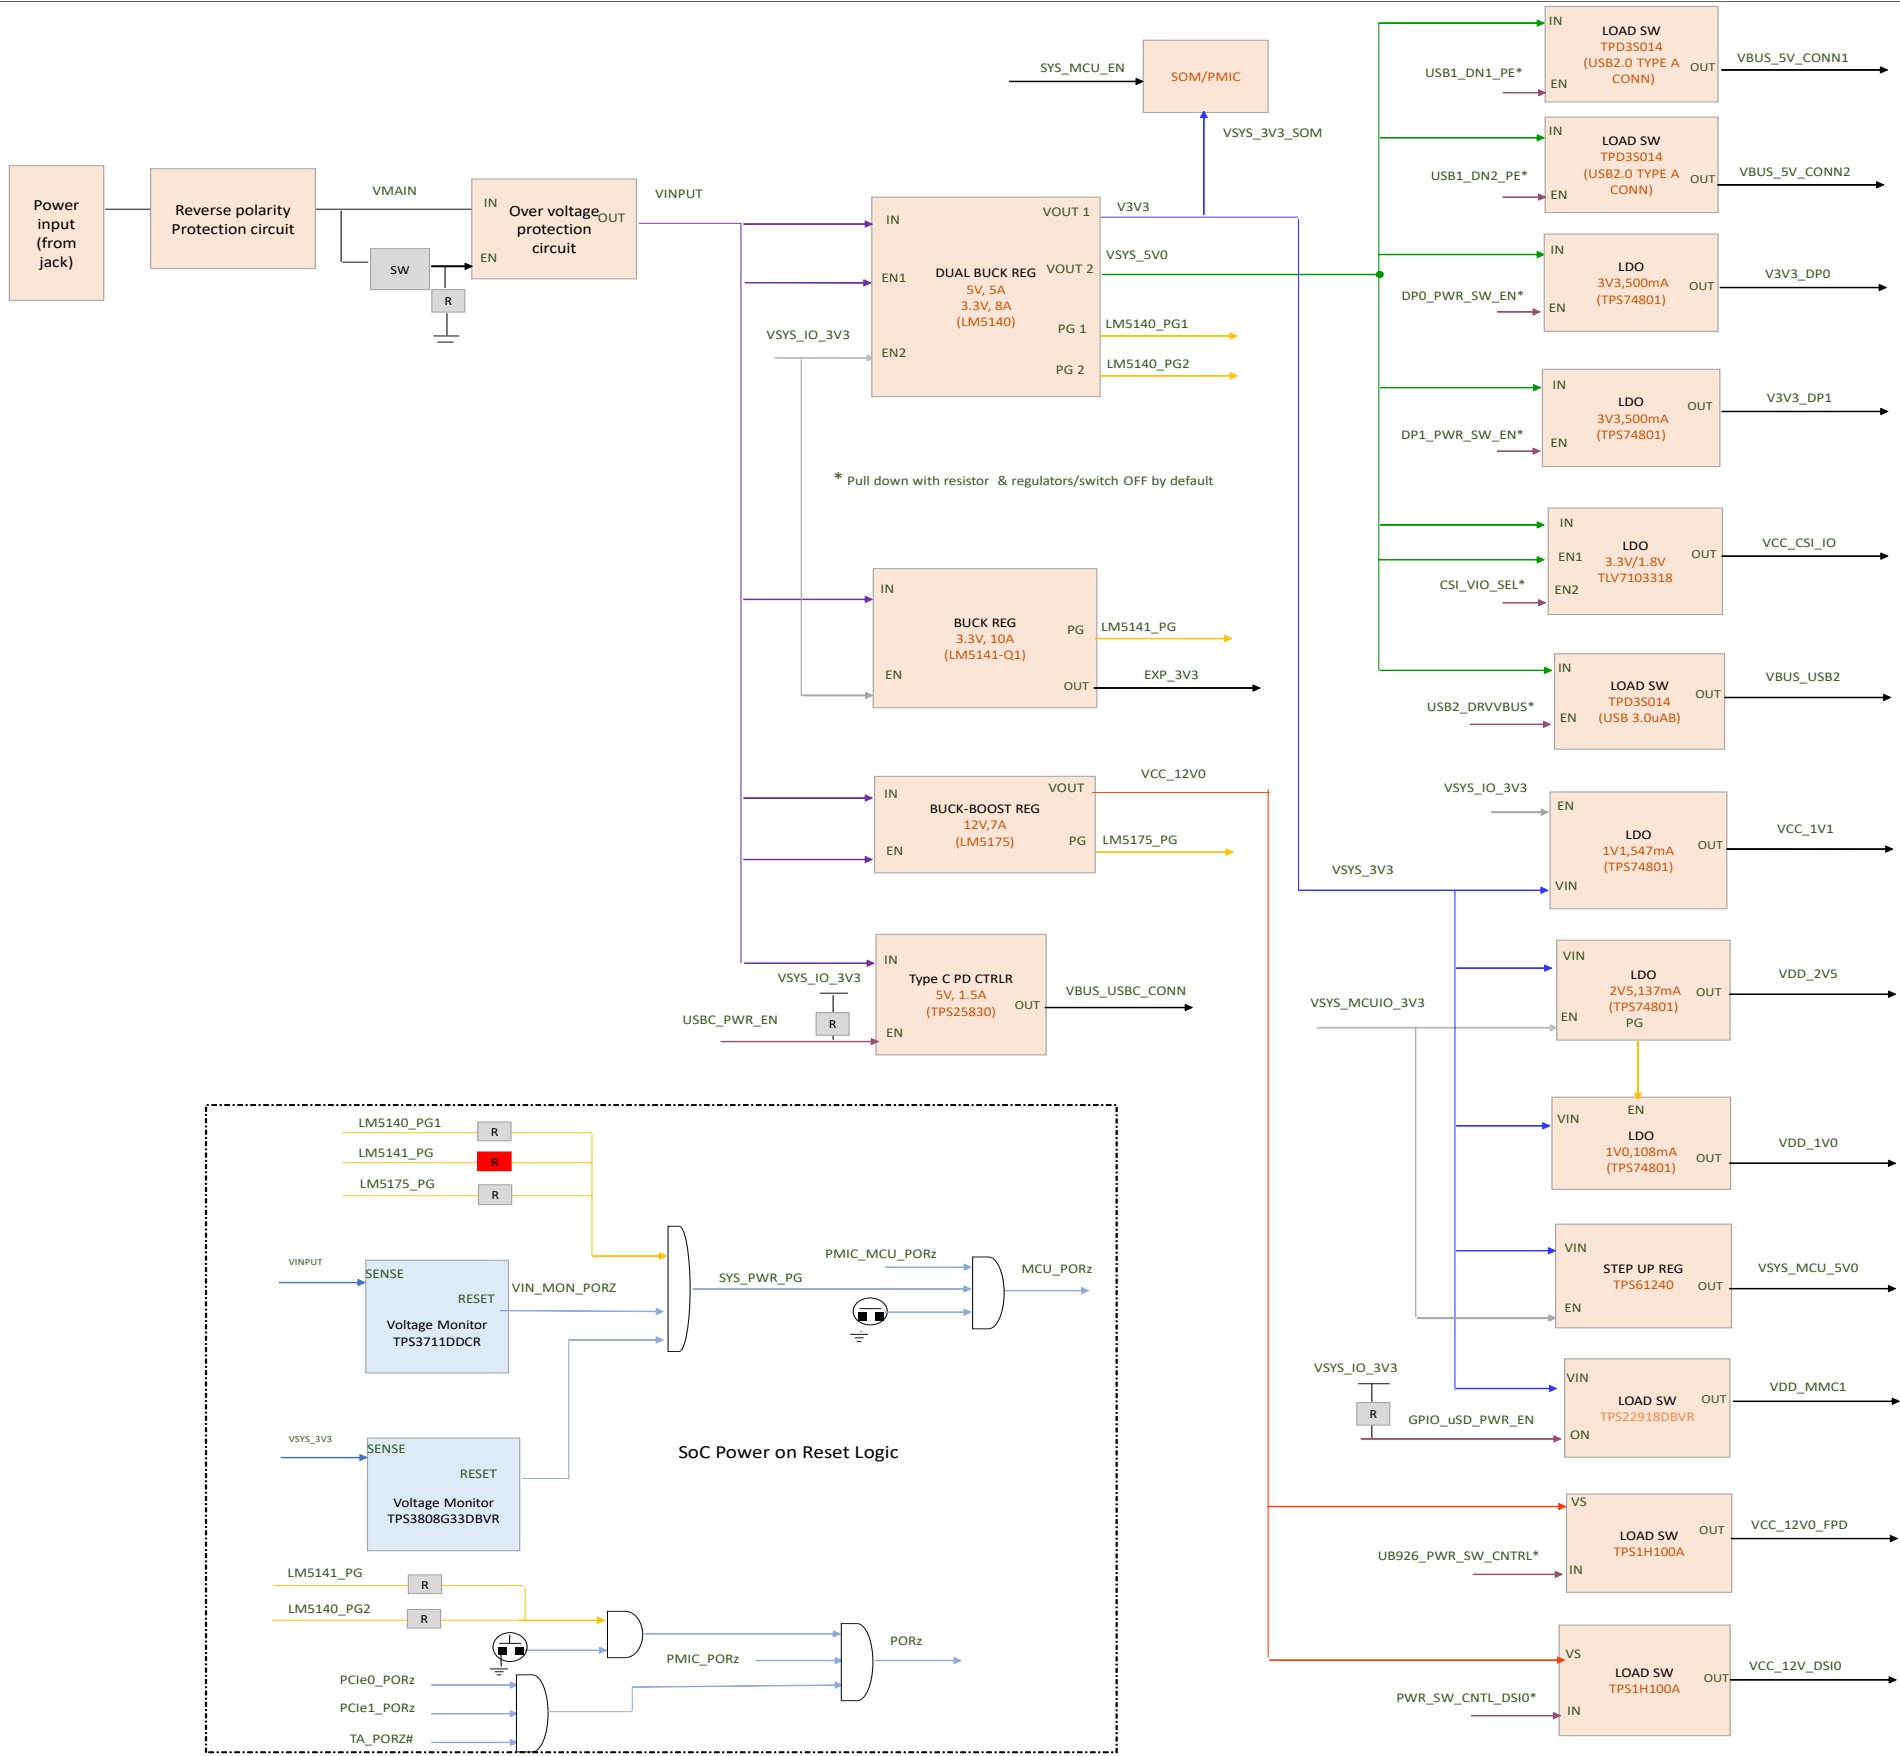 Power
input
(from
jack)
Reverse polarity
Protection circuit
VMAIN
SW
R
IN
EN
OUT
Over voltage
protection
circuit
VINPUT
SYS_MCU_EN
SOM/PMIC
VSYS_3V3_SOM
IN
EN1
EN2
DUAL BUCK REG
5V, 5A
3.3V, 8A
(LM5140)
VOUT 1
VOUT 2
PG 1
PG 2
V3V3
VSYS_5V0
LM5140_PG1
LM5140_PG2
VSYS_IO_3V3
* Pull down with resistor & regulators/switch OFF by default
IN
EN
BUCK REG
3.3V, 10A
(LM5141-Q1)
PG
OUT
LM5141_PG
EXP_3V3
IN
EN
BUCK-BOOST REG
12V,7A
(LM5175)
VOUT
PG
VCC_12V0
LM5175_PG
IN
EN
Type C PD CTRLR
5V, 1.5A
(TPS25830)
OUT
VBUS_USBC_CONN
VSYS_IO_3V3
R
USBC_PWR_EN
IN
EN
LOAD SW
TPD3S014
(USB2.0 TYPE A
CONN)
OUT
USB1_DN1_PE*
VBUS_5V_CONN1
IN
EN
LOAD SW
TPD3S014
(USB2.0 TYPE A
CONN)
OUT
USB1_DN2_PE*
VBUS_5V_CONN2
IN
EN
LDO
3V3,500mA
(TPS74801)
OUT
DP0_PWR_SW_EN*
V3V3_DP0
IN
EN
LDO
3V3,500mA
(TPS74801)
OUT
DP1_PWR_SW_EN*
V3V3_DP1
IN
EN1
EN2
LDO
3.3V/1.8V
TLV7103318
OUT
CSI_VIO_SEL*
VCC_CSI_IO
IN
EN
LOAD SW
TPD3S014
(USB 3.0uAB)
OUT
USB2_DRVVBUS*
VBUS_USB2
VSYS_IO_3V3
EN
VIN
LDO
1V1,547mA
(TPS74801)
OUT
VCC_1V1
VSYS_3V3
VIN
EN
LDO
2V5,137mA
(TPS74801)
PG
OUT
VDD_2V5
VSYS_MCUIO_3V3
EN
VIN
LDO
1V0,108mA
(TPS74801)
OUT
VDD_1V0
VIN
EN
STEP UP REG
TPS61240
OUT
VSYS_MCU_5V0
VSYS_IO_3V3
R
GPIO_uSD_PWR_EN
VIN
ON
LOAD SW
TPS22918DBVR
OUT
VDD_MMC1
VS
IN
LOAD SW
TPS1H100A
OUT
UB926_PWR_SW_CNTRL*
VCC_12V0_FPD
VS
IN
LOAD SW
TPS1H100A
OUT
PWR_SW_CNTL_DSI0*
VCC_12V_DSI0
LM5140_PG1
R
LM5141_PG
R
LM5175_PG
R
VINPUT
SENSE
RESET
Voltage Monitor
TPS3711DDCR
VIN_MON_PORZ
SYS_PWR_PG
PMIC_MCU_PORz
MCU_PORz
VSYS_3V3
SENSE
RESET
Voltage Monitor
TPS3808G33DBVR
SoC Power on Reset Logic
LM5141_PG
R
LM5140_PG2
R
PMIC_PORz
PORz
PCIe0_PORz
PCIe1_PORz
TA_PORZ#